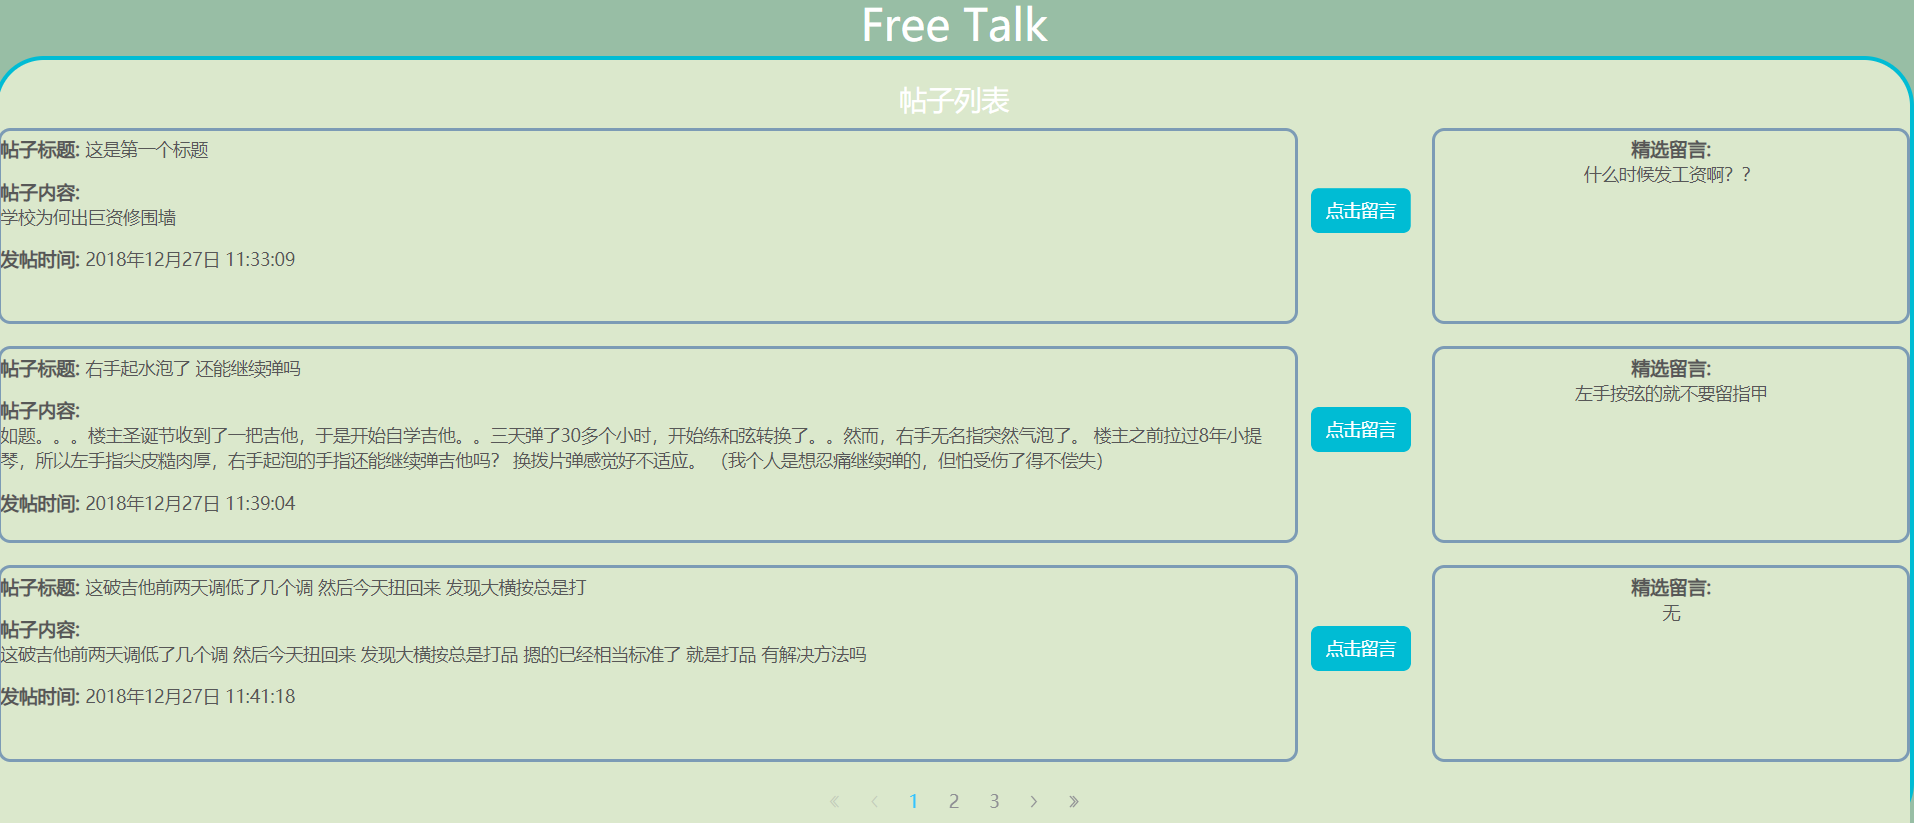 Free Talk
帖子列表
帖子标题: 这是第一个标题
帖子内容:
学校为何出巨资修围墙
发帖时间: 2018年12月27日 11:33:09
点击留言
精选留言:
什么时候发工资啊? ?
帖子标题: 右手起水泡了 还能继续弹吗
帖子内容:
如题。。。楼主圣诞节收到了一把吉他，于是开始自学吉他。。三天弹了30多个小时，开始练和弦转换了。。然而，右手无名指突然气泡了。 楼主之前拉过8年小提
琴，所以左手指尖皮糙肉厚，右手起泡的手指还能继续弹吉他吗？ 换拨片弹感觉好不适应。 （我个人是想忍痛继续弹的，但怕受伤了得不偿失）
发帖时间: 2018年12月27日 11:39:04
点击留言
精选留言:
左手按弦的就不要留指甲
帖子标题: 这破吉他前两天调低了几个调 然后今天扭回来 发现大横按总是打
帖子内容:
这破吉他前两天调低了几个调 然后今天扭回来 发现大横按总是打品 摁的已经相当标准了 就是打品 有解决方法吗
发帖时间: 2018年12月27日 11:41:18
点击留言
精选留言:
无
« ‹ 1 2 3 › »